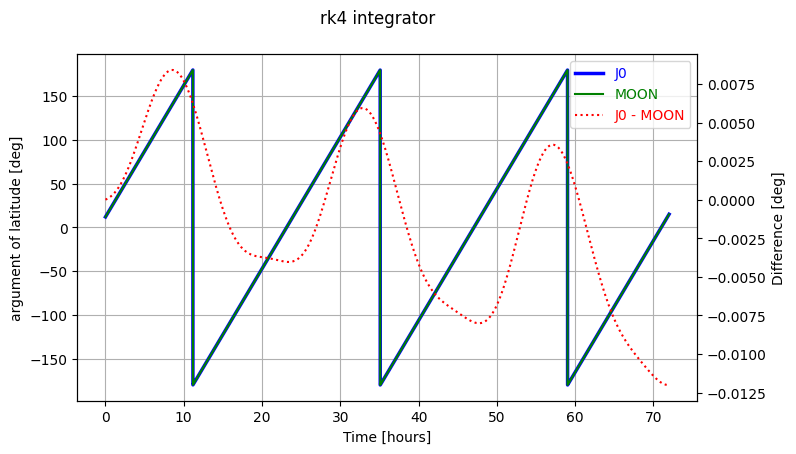 rk4 integrator
J0
MOON
J0 - MOON
argument of latitude [deg]
150
100
50
0
−50
−100
−150
0.0075
0.0050
0.0025
0.0000
−0.0025
−0.0050
−0.0075
−0.0100
−0.0125
Difference [deg]
0 10 20 30 40 50 60 70
Time [hours]